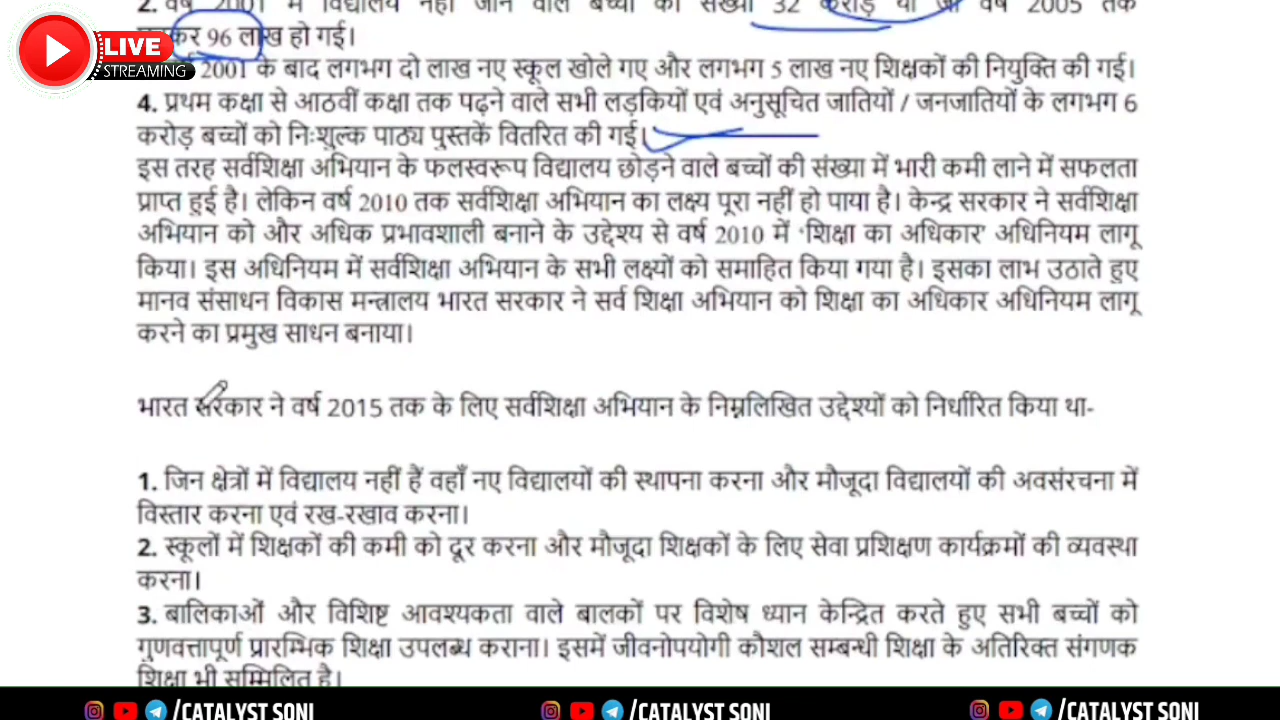 2. वर्ष 2001 में विद्यालय नहीं जाने वाले बच्चों की संख्या 32 करोड़ थी जो वर्ष 2005 तक
कर 96 लाख हो गई।
2001 के बाद लगभग दो लाख नए स्कूल खोले गए और लगभग 5 लाख नए शिक्षकों की नियुक्ति की गई।
4. प्रथम कक्षा से आठवीं कक्षा तक पढ़ने वाले सभी लड़कियों एवं अनुसूचित जातियों / जनजातियों के लगभग 6
करोड़ बच्चों को निःशुल्क पाठ्य पुस्तकें वितरित की गई।
इस तरह सर्वशिक्षा अभियान के फलस्वरूप विद्यालय छोड़ने वाले बच्चों की संख्या में भारी कमी लाने में सफलता
प्राप्त हुई है। लेकिन वर्ष 2010 तक सर्वशिक्षा अभियान का लक्ष्य पूरा नहीं हो पाया है। केन्द्र सरकार ने सर्वशिक्षा
अभियान को और अधिक प्रभावशाली बनाने के उद्देश्य से वर्ष 2010 में 'शिक्षा का अधिकार' अधिनियम लागू
किया। इस अधिनियम में सर्वशिक्षा अभियान के सभी लक्ष्यों को समाहित किया गया है। इसका लाभ उठाते हुए
मानव संसाधन विकास मन्त्रालय भारत सरकार ने सर्व शिक्षा अभियान को शिक्षा का अधिकार अधिनियम लागू
करने का प्रमुख साधन बनाया।
भारत सरकार ने वर्ष 2015 तक के लिए सर्वशिक्षा अभियान के निम्नलिखित उद्देश्यों को निर्धारित किया था-
1. जिन क्षेत्रों में विद्यालय नहीं हैं वहाँ नए विद्यालयों की स्थापना करना और मौजूदा विद्यालयों की अवसंरचना में
विस्तार करना एवं रख-रखाव करना।
2. स्कूलों में शिक्षकों की कमी को दूर करना और मौजूदा शिक्षकों के लिए सेवा प्रशिक्षण कार्यक्रमों की व्यवस्था
करना।
3. बालिकाओं और विशिष्ट आवश्यकता वाले बालकों पर विशेष ध्यान केन्द्रित करते हुए सभी बच्चों को
गुणवत्तापूर्ण प्रारम्भिक शिक्षा उपलब्ध कराना। इसमें जीवनोपयोगी कौशल सम्बन्धी शिक्षा के अतिरिक्त संगणक
शिक्षा भी सम्मिलित है।
LIVE
STREAMING
/CATALYST SONI
/CATALYST SONI
/CATALYST SONI